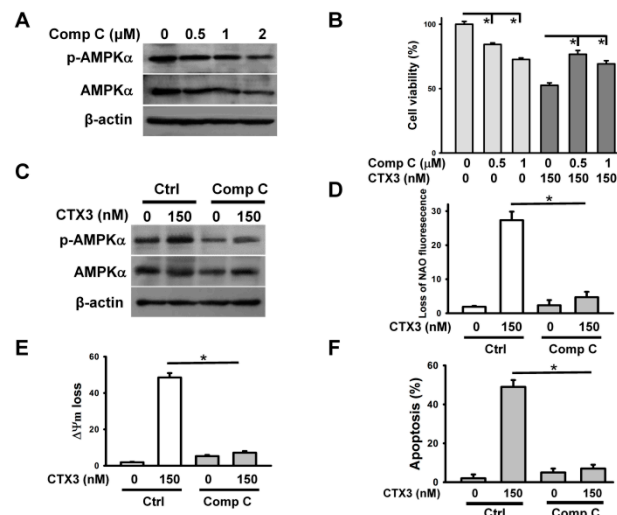 A
Comp C (μM) 0 0.5 1 2
p-AMPKα
AMPKα
β-actin
B
Cell viability (%)
100
50
0
* * * *
Comp C (μM) 0 0.5 1 0 0.5 1
CTX3 (nM) 0 0 0 150 150 150
C
Ctrl Comp C
CTX3 (nM) 0 150 0 150
p-AMPKα
AMPKα
β-actin
D
Loss of NAO fluoresecence
30
20
10
0
*
CTX3 (nM) 0 150 0 150
Ctrl Comp C
E
ΔΨm loss
60
40
20
0
*
CTX3 (nM) 0 150 0 150
Ctrl Comp C
F
Apoptosis (%)
60
40
20
0
*
CTX3 (nM) 0 150 0 150
Ctrl Comp C